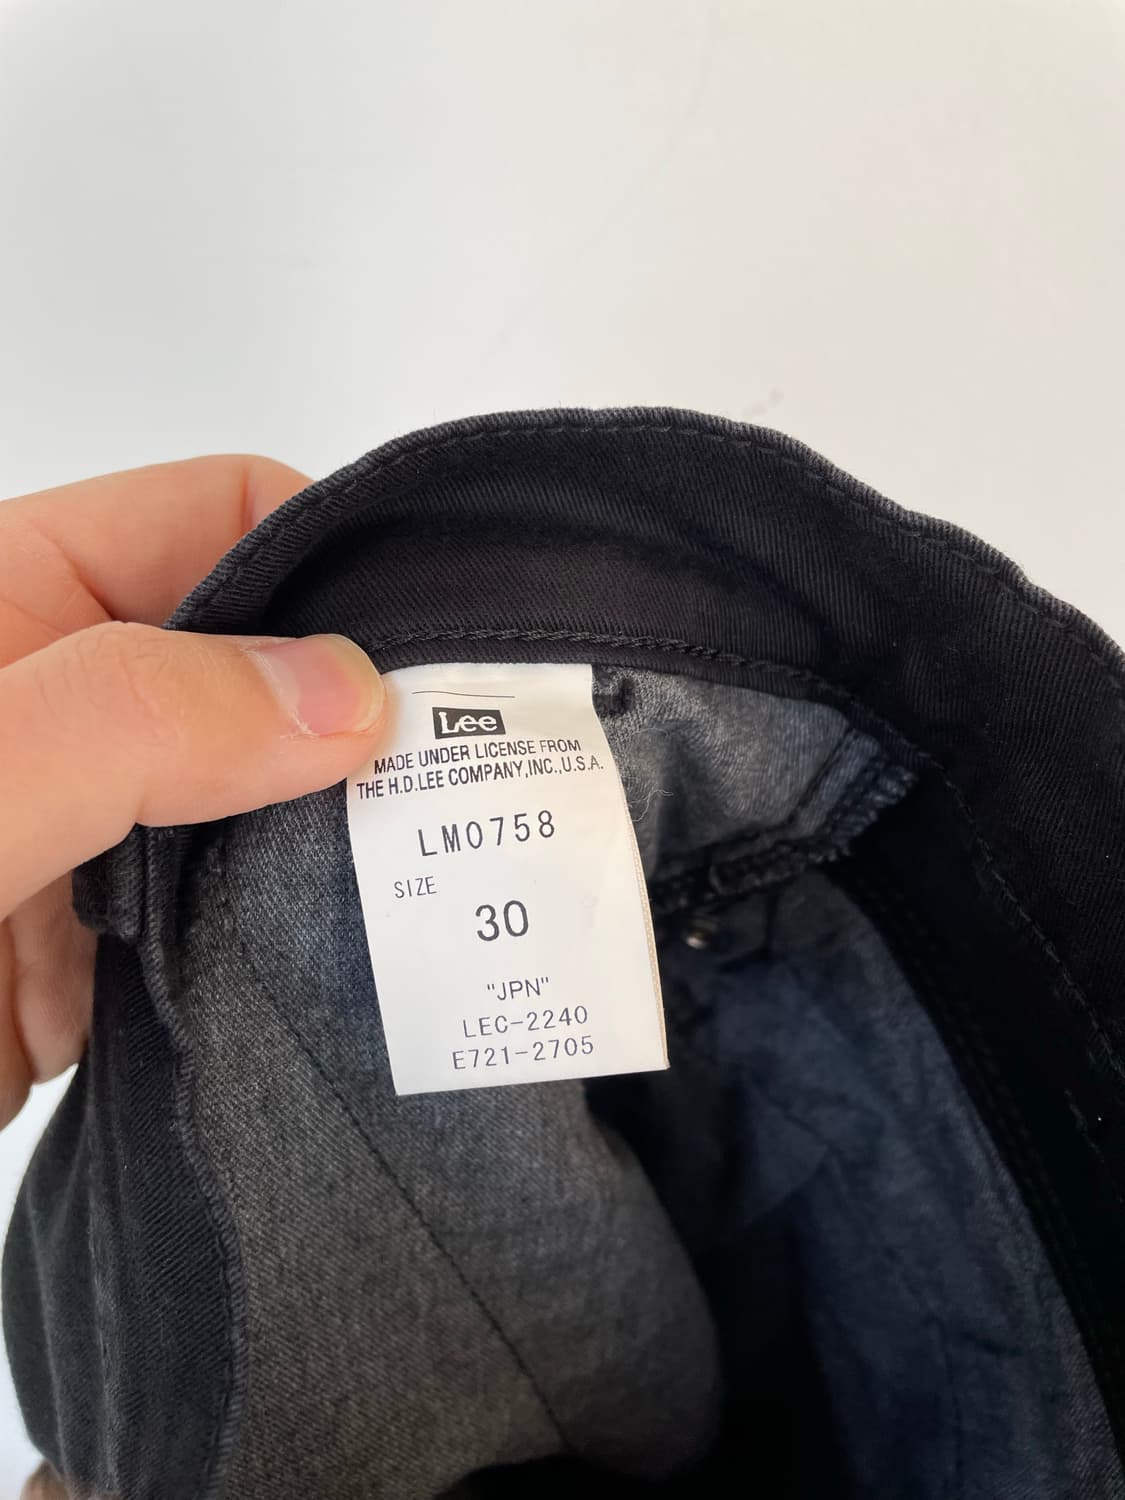 Lee
MADE UNDER LICENSE FROM
THE H.D.LEE COMPANY,INC.,U.S.A.
LM0758
SIZE
30
"JPN"
LEC-2240
E721-2705